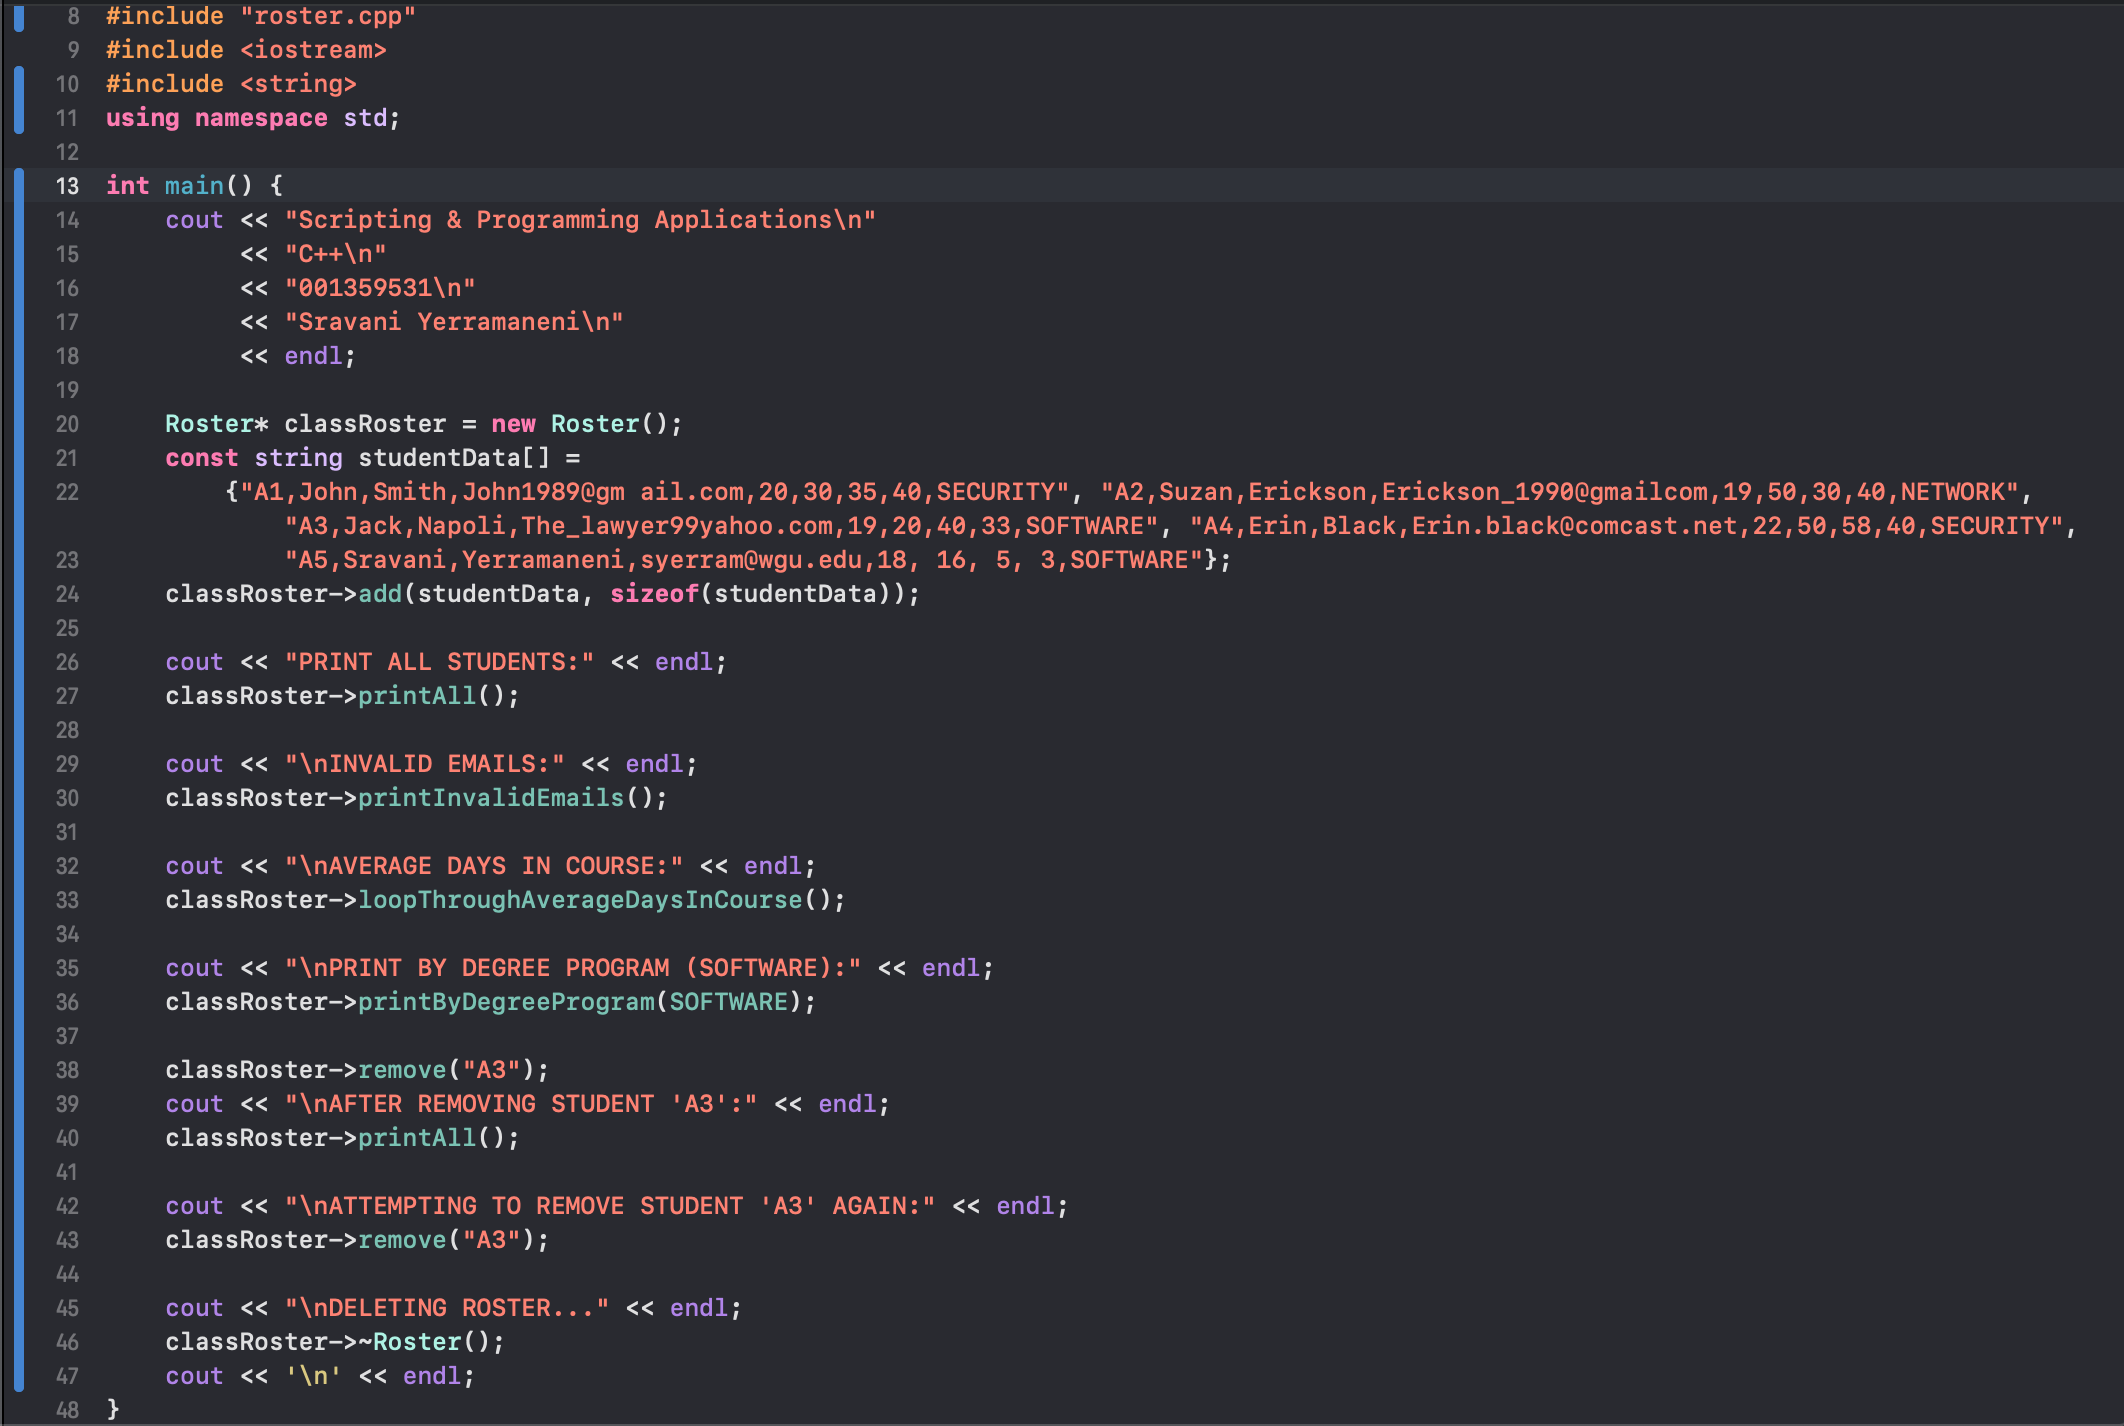 8 #include "roster.cpp"
9 #include <iostream>
10 #include <string>
11 using namespace std;
12
13 int main() {
14     cout << "Scripting & Programming Applications\n"
15          << "C++\n"
16          << "001359531\n"
17          << "Sravani Yerramaneni\n"
18          << endl;
19
20     Roster* classRoster = new Roster();
21     const string studentData[] =
22         {"A1,John,Smith,John1989@gm ail.com,20,30,35,40,SECURITY", "A2,Suzan,Erickson,Erickson_1990@gmailcom,19,50,30,40,NETWORK",
            "A3,Jack,Napoli,The_lawyer99yahoo.com,19,20,40,33,SOFTWARE", "A4,Erin,Black,Erin.black@comcast.net,22,50,58,40,SECURITY",
23             "A5,Sravani,Yerramaneni,syerram@wgu.edu,18, 16, 5, 3,SOFTWARE"};
24     classRoster->add(studentData, sizeof(studentData));
25
26     cout << "PRINT ALL STUDENTS:" << endl;
27     classRoster->printAll();
28
29     cout << "\nINVALID EMAILS:" << endl;
30     classRoster->printInvalidEmails();
31
32     cout << "\nAVERAGE DAYS IN COURSE:" << endl;
33     classRoster->loopThroughAverageDaysInCourse();
34
35     cout << "\nPRINT BY DEGREE PROGRAM (SOFTWARE):" << endl;
36     classRoster->printByDegreeProgram(SOFTWARE);
37
38     classRoster->remove("A3");
39     cout << "\nAFTER REMOVING STUDENT 'A3':" << endl;
40     classRoster->printAll();
41
42     cout << "\nATTEMPTING TO REMOVE STUDENT 'A3' AGAIN:" << endl;
43     classRoster->remove("A3");
44
45     cout << "\nDELETING ROSTER..." << endl;
46     classRoster->~Roster();
47     cout << '\n' << endl;
48 }